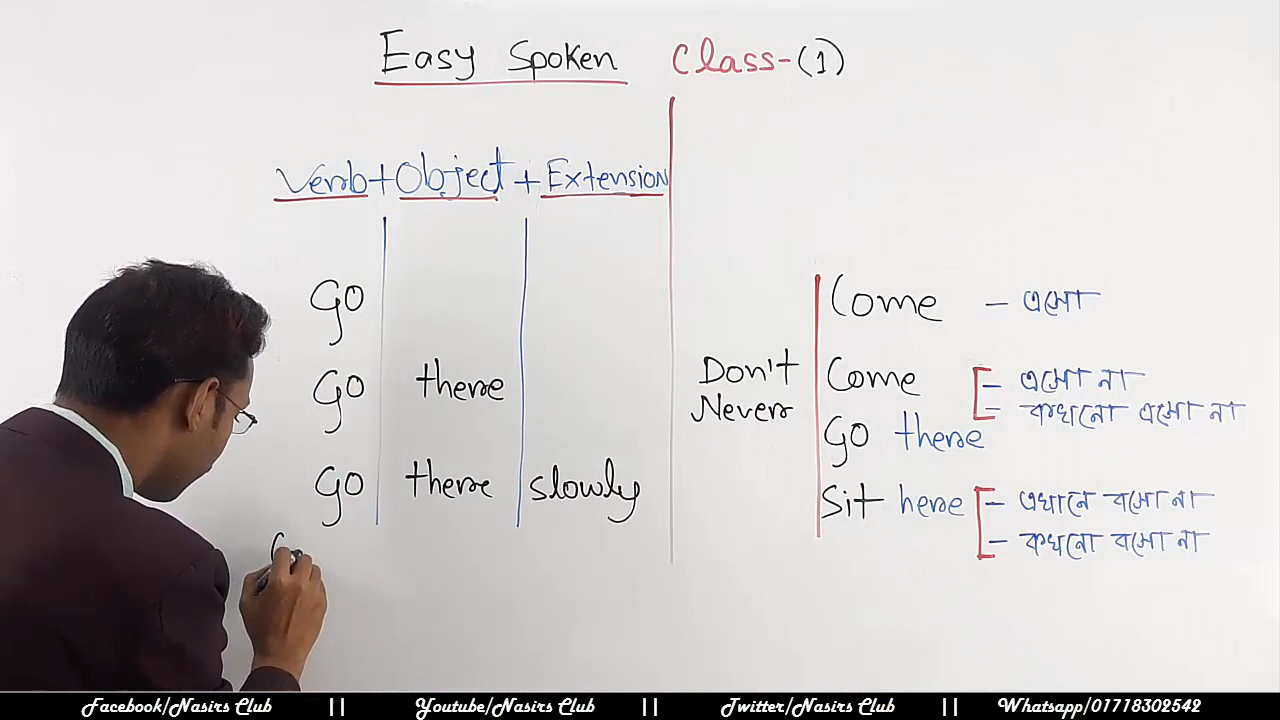 Easy Spoken Class-(1)
Verb+Object+Extension
Go
Go there
Go there slowly
Come - এসো
Don't Come - এসো না
Never - কখনো এসো না
Go there
Sit here - এখানে বসো না
- কখনো বসো না
Facebook/Nasirs Club || Youtube/Nasirs Club || Twitter/Nasirs Club || Whatsapp/01718302542